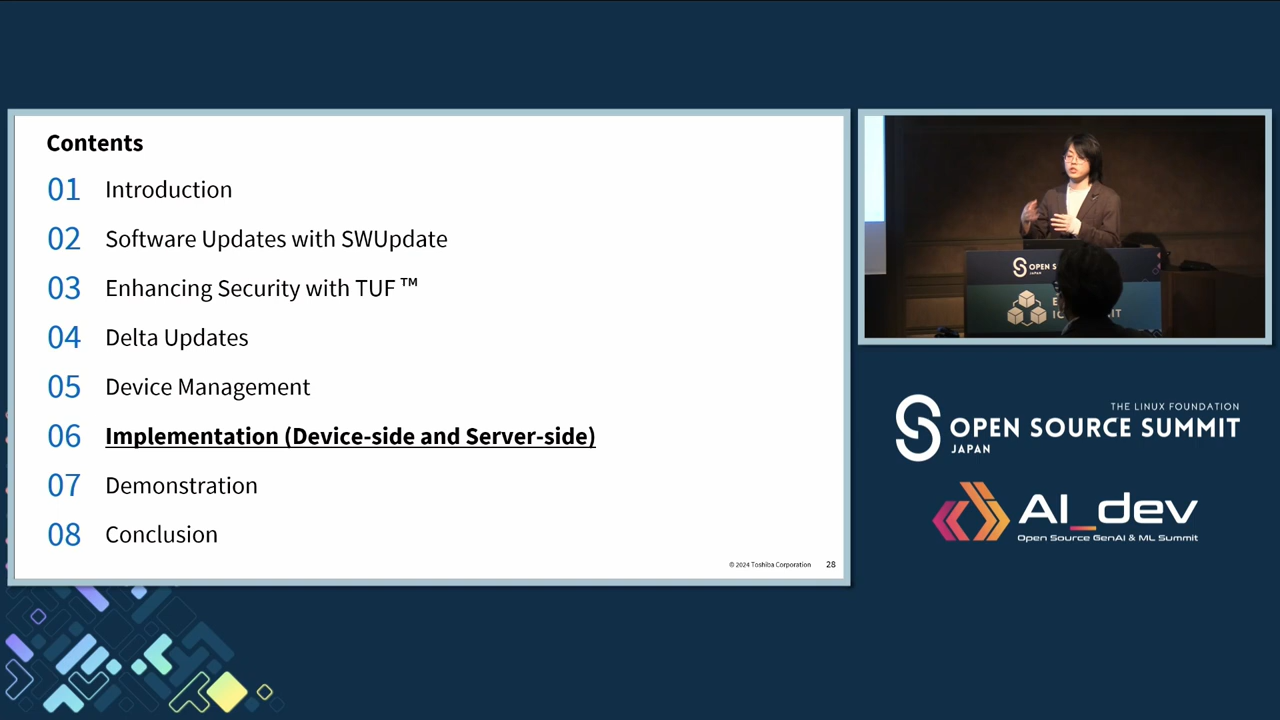 Contents
01 Introduction
02 Software Updates with SWUpdate
03 Enhancing Security with TUF ™
04 Delta Updates
05 Device Management
06 Implementation (Device-side and Server-side)
07 Demonstration
08 Conclusion
© 2024 Toshiba Corporation 28
OPEN S
JAPAN
THE LINUX FOUNDATION
OPEN SOURCE SUMMIT
JAPAN
AI_dev
Open Source GenAI & ML Summit